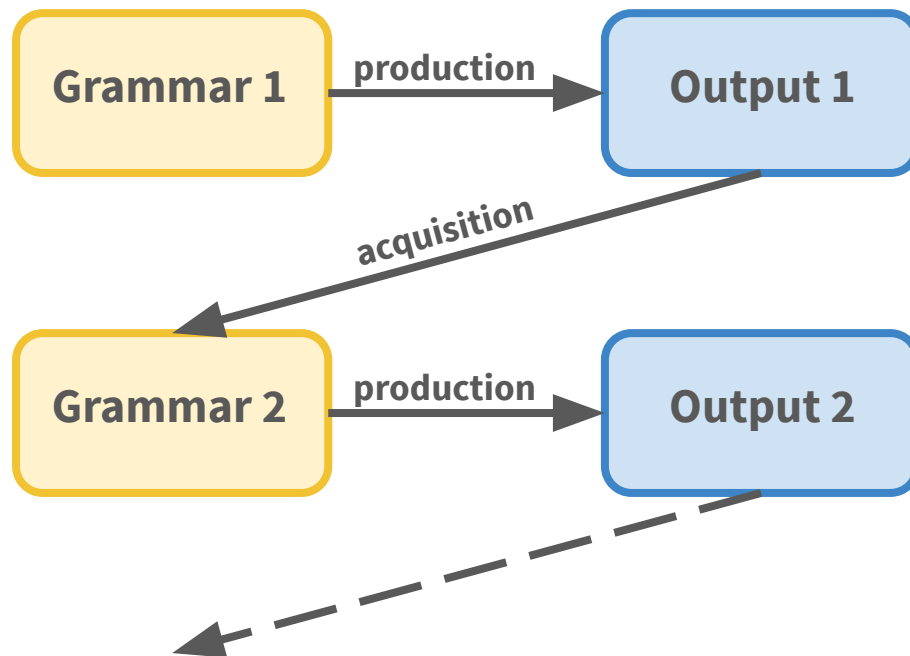 Grammar 1
production
Output 1
acquisition
Grammar 2
production
Output 2